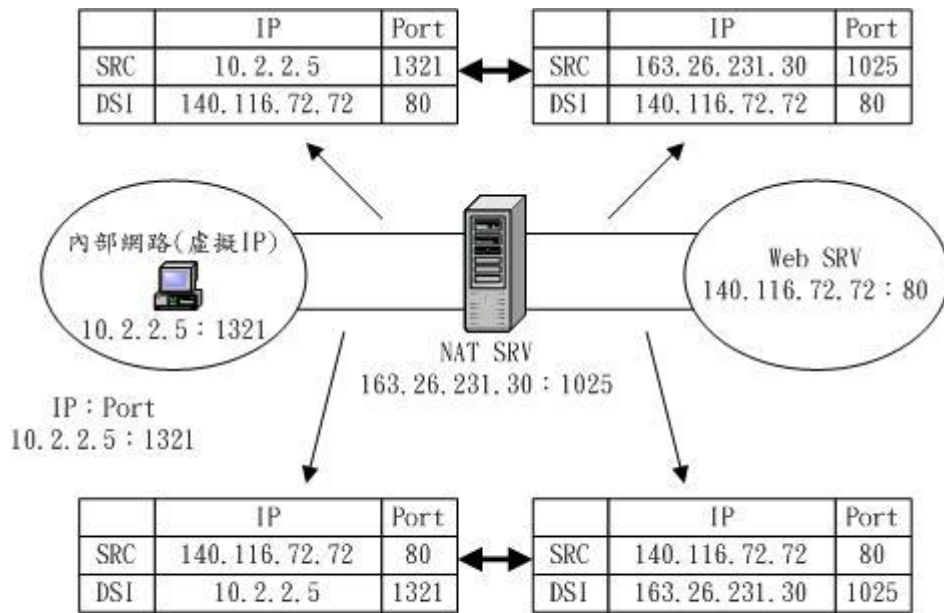 IP Port IP Port
SRC 10.2.2.5 1321 SRC 163.26.231.30 1025
DSI 140.116.72.72 80 DSI 140.116.72.72 80
內部網路(虛擬IP)
10.2.2.5：1321
NAT SRV
163.26.231.30：1025
Web SRV
140.116.72.72：80
IP：Port
10.2.2.5：1321
IP Port IP Port
SRC 140.116.72.72 80 SRC 140.116.72.72 80
DSI 10.2.2.5 1321 DSI 163.26.231.30 1025